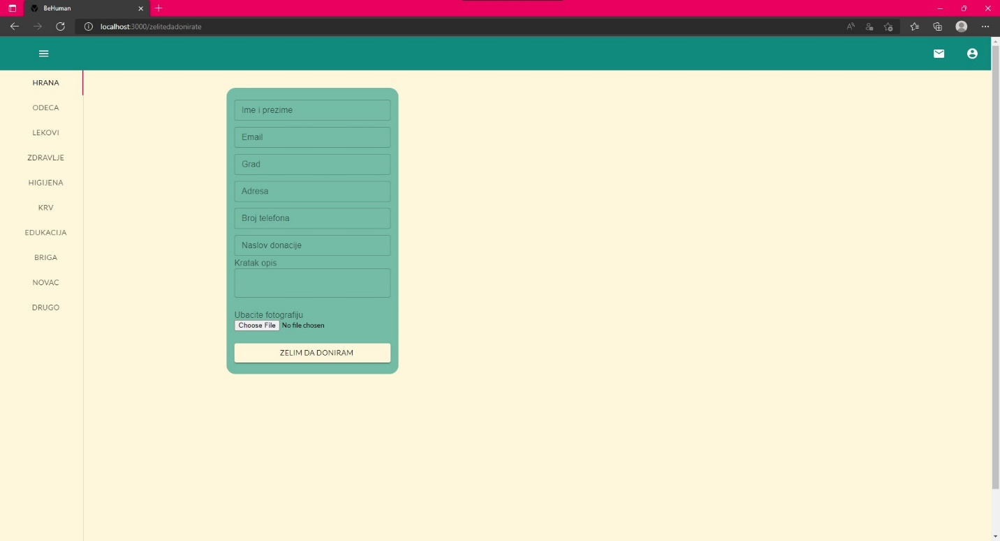 BeHuman
localhost:3000/zelitedadonirate
HRANA
ODECA
LEKOVI
ZDRAVLJE
HIGIJENA
KRV
EDUKACIJA
BRIGA
NOVAC
DRUGO
Ime i prezime
Email
Grad
Adresa
Broj telefona
Naslov donacije
Kratak opis
Ubacite fotografiju
Choose File No file chosen
ZELIM DA DONIRAM